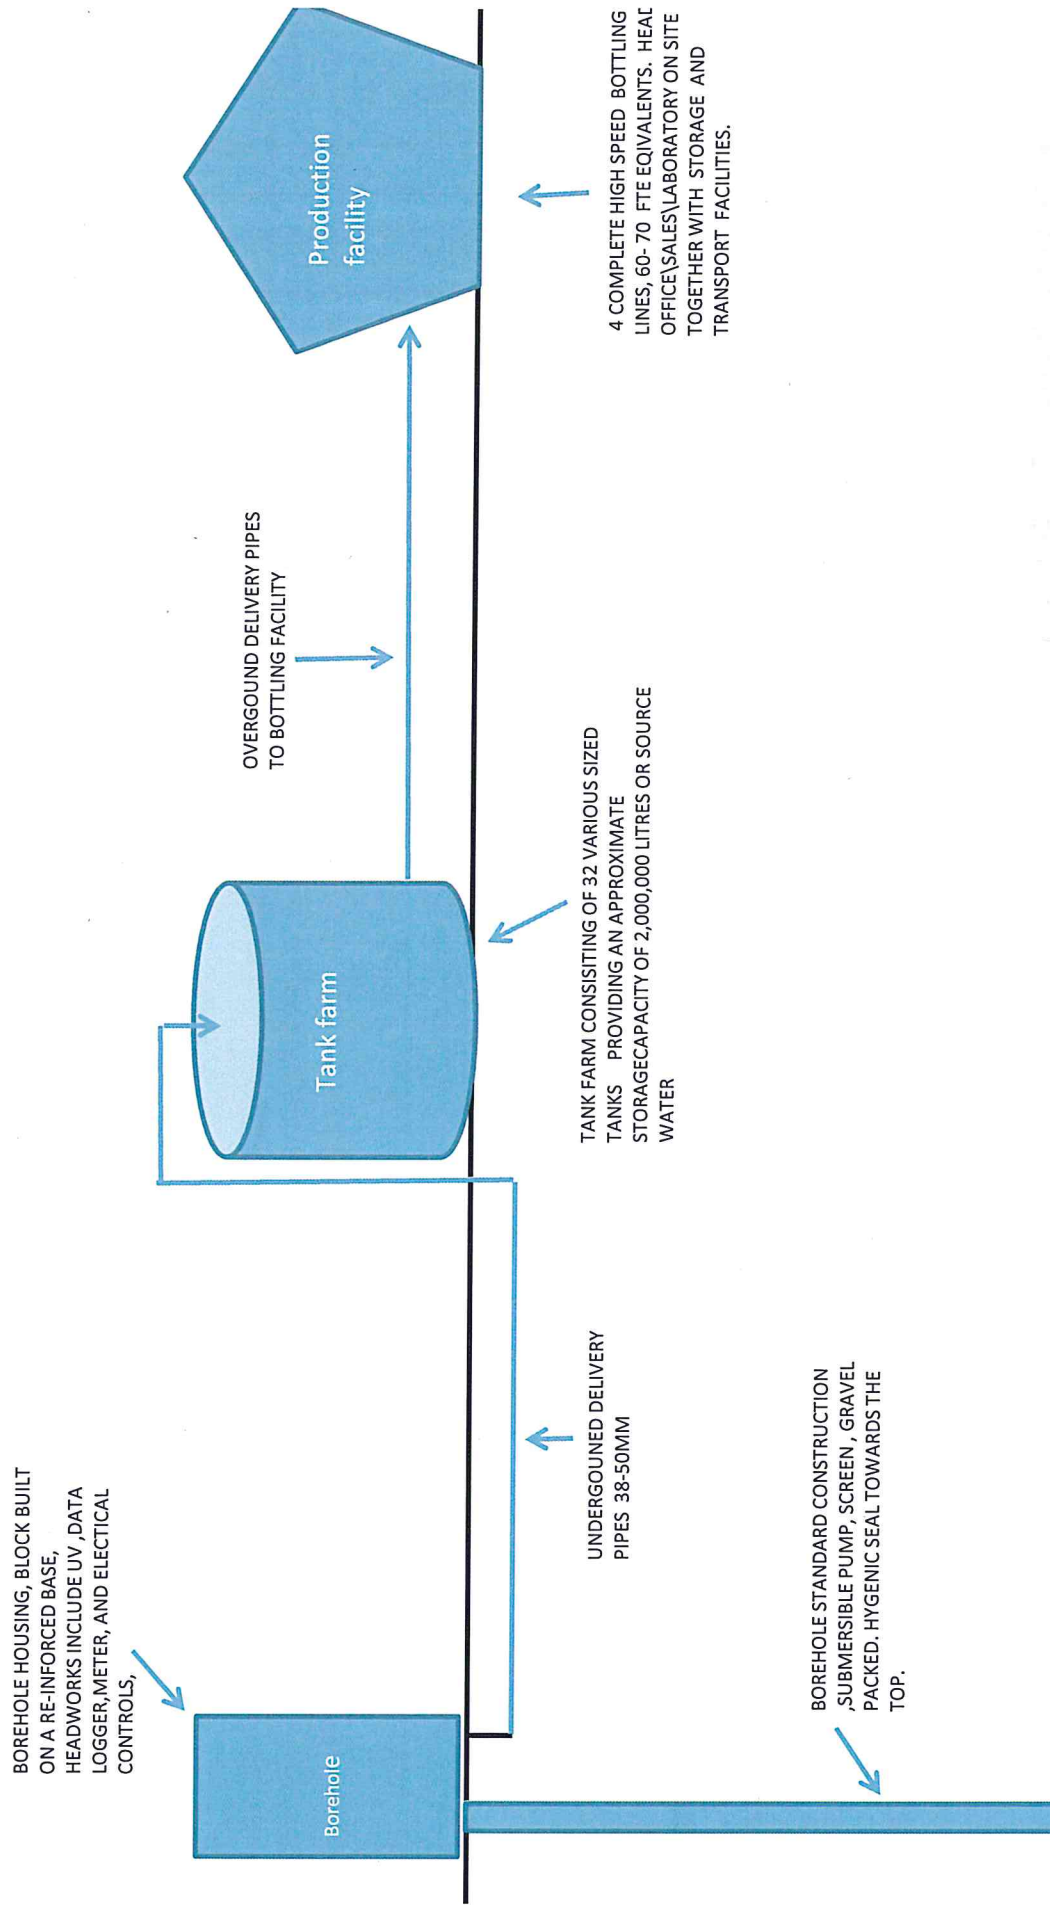 BOREHOLE HOUSING, BLOCK BUILT
ON A RE-INFORCED BASE,
HEADWORKS INCLUDE UV ,DATA
LOGGER,METER, AND ELECTICAL
CONTROLS,
Borehole
BOREHOLE STANDARD CONSTRUCTION
,SUBMERSIBLE PUMP, SCREEN , GRAVEL
PACKED. HYGENIC SEAL TOWARDS THE
TOP.
UNDERGOUNED DELIVERY
PIPES 38-50MM
Tank farm
TANK FARM CONSISITING OF 32 VARIOUS SIZED
TANKS PROVIDING AN APPROXIMATE
STORAGECAPACITY OF 2,000,000 LITRES OR SOURCE
WATER
OVERGOUND DELIVERY PIPES
TO BOTTLING FACILITY
Production
facility
4 COMPLETE HIGH SPEED BOTTLING
LINES, 60- 70 FTE EQIVALENTS. HEAD
OFFICE\SALES\LABORATORY ON SITE
TOGETHER WITH STORAGE AND
TRANSPORT FACILITIES.